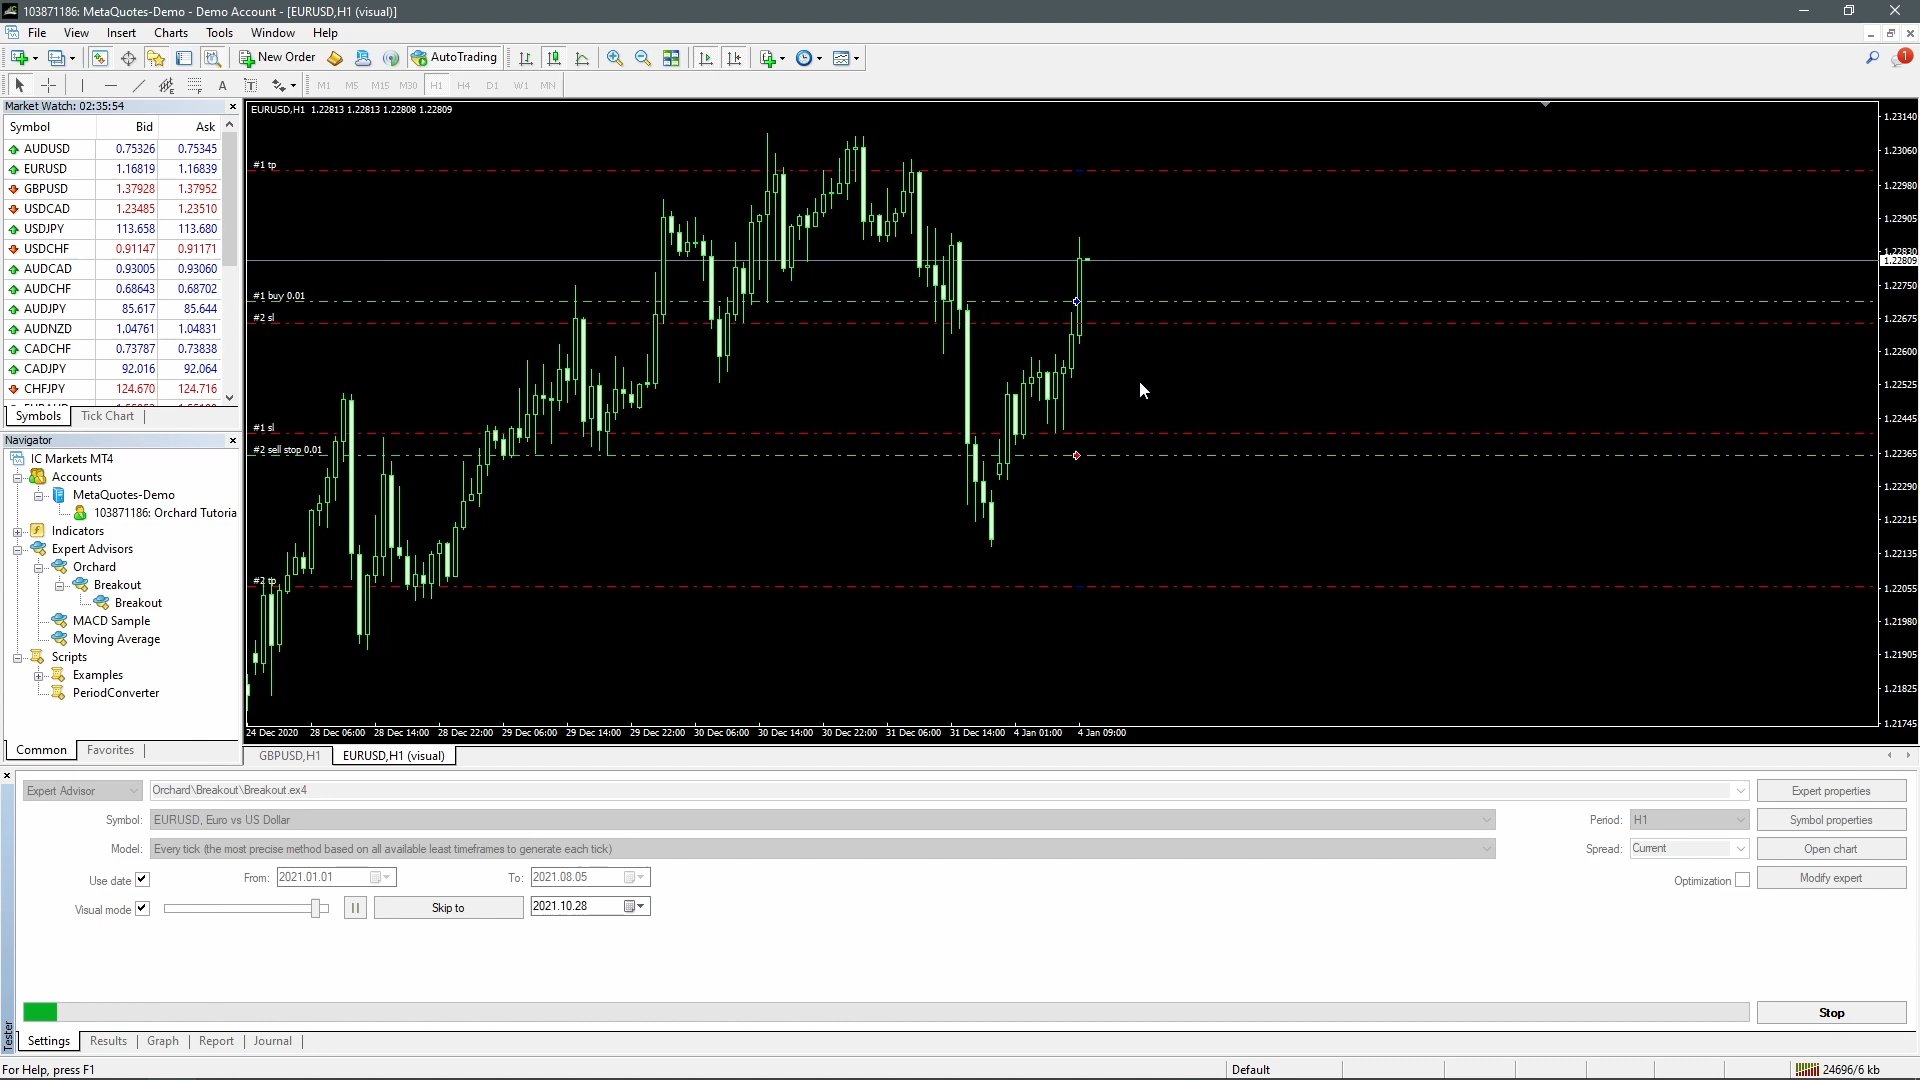 103871186: MetaQuotes-Demo - Demo Account - [EURUSD,H1 (visual)]
File View Insert Charts Tools Window Help
New Order AutoTrading 1
A T M1 M5 M15 M30 H1 H4 D1 W1 MN
Market Watch: 02:35:54
Symbol Bid Ask
AUDUSD 0.75326 0.75345
EURUSD 1.16819 1.16839
GBPUSD 1.37928 1.37952
USDCAD 1.23485 1.23510
USDJPY 113.658 113.680
USDCHF 0.91147 0.91171
AUDCAD 0.93005 0.93060
AUDCHF 0.68643 0.68702
AUDJPY 85.617 85.644
AUDNZD 1.04761 1.04831
CADCHF 0.73787 0.73838
CADJPY 92.016 92.064
CHFJPY 124.670 124.716
Symbols Tick Chart
Navigator
IC Markets MT4
Accounts
MetaQuotes-Demo
103871186: Orchard Tutoria
Indicators
Expert Advisors
Orchard
Breakout
Breakout
MACD Sample
Moving Average
Scripts
Examples
PeriodConverter
Common Favorites
EURUSD,H1 1.22813 1.22813 1.22808 1.22809
#1 tp
#1 buy 0.01
#2 sl
#1 sl
#2 sell stop 0.01
#2 tp
1.23140
1.23060
1.22980
1.22905
1.22830
1.22809
1.22750
1.22675
1.22600
1.22525
1.22445
1.22365
1.22290
1.22215
1.22135
1.22055
1.21980
1.21905
1.21825
1.21745
24 Dec 2020 28 Dec 06:00 28 Dec 14:00 28 Dec 22:00 29 Dec 06:00 29 Dec 14:00 29 Dec 22:00 30 Dec 06:00 30 Dec 14:00 30 Dec 22:00 31 Dec 06:00 31 Dec 14:00 4 Jan 01:00 4 Jan 09:00
GBPUSD,H1 EURUSD,H1 (visual)
Expert Advisor Orchard\Breakout\Breakout.ex4 Expert properties
Symbol: EURUSD, Euro vs US Dollar Period: H1 Symbol properties
Model: Every tick (the most precise method based on all available least timeframes to generate each tick) Spread: Current Open chart
Use date From: 2021.01.01 To: 2021.08.05 Optimization Modify expert
Visual mode Skip to 2021.10.28
Stop
Tester
Settings Results Graph Report Journal
For Help, press F1 Default 24696/6 kb